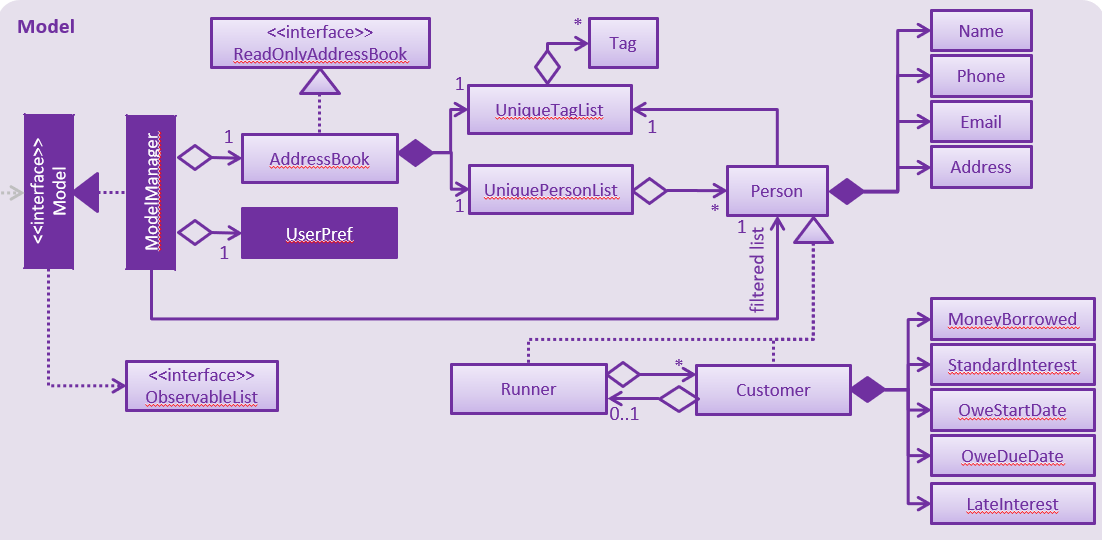 Model
<<interface>>
ReadOnlyAddressBook
*
Tag
Name
Phone
Email
Address
1
UniqueTagList
1
<<interface>>
Model
ModelManager
1
AddressBook
UniquePersonList
1
*
Person
1
UserPref
1
filtered list
MoneyBorrowed
StandardInterest
OweStartDate
OweDueDate
LateInterest
<<interface>>
ObservableList
Runner
*
0..1
Customer